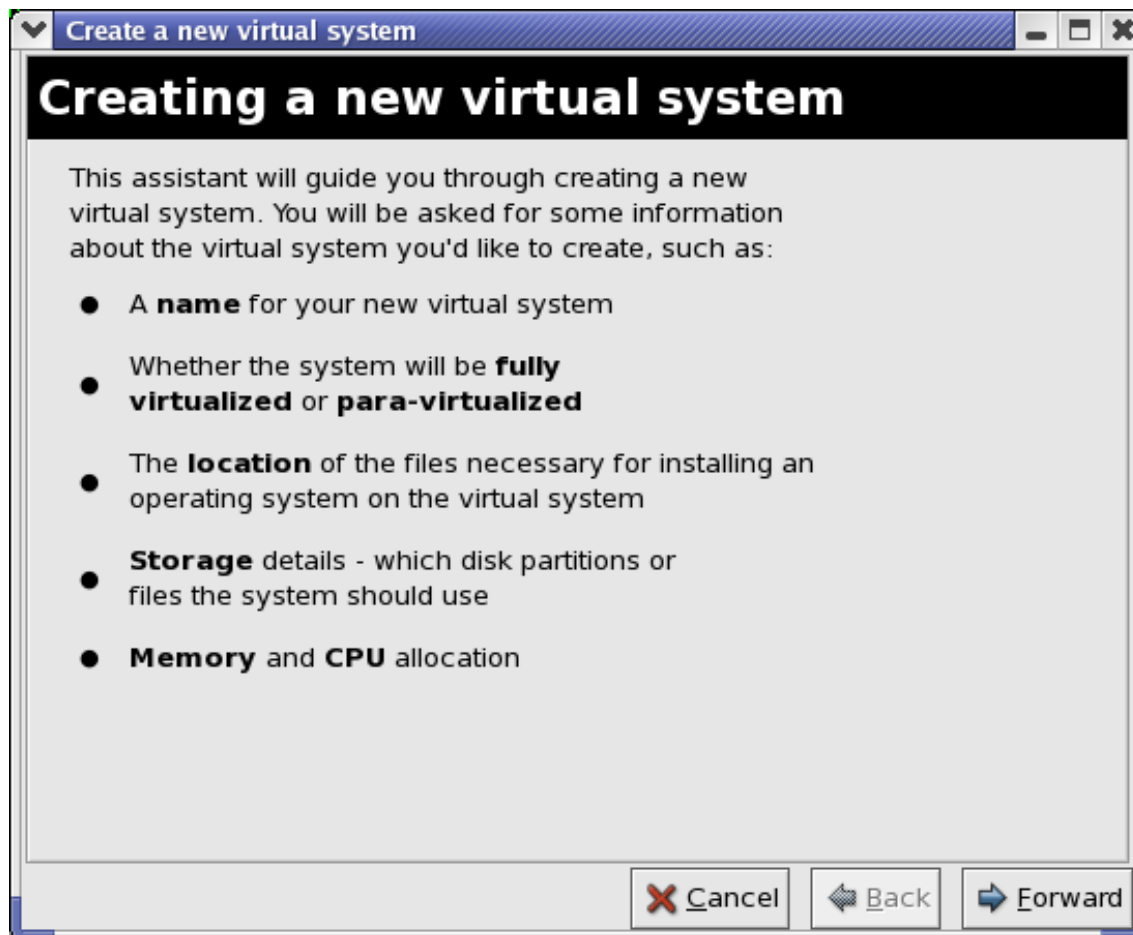 Create a new virtual system
Creating a new virtual system
This assistant will guide you through creating a new
virtual system. You will be asked for some information
about the virtual system you'd like to create, such as:
● A name for your new virtual system
● Whether the system will be fully
virtualized or para-virtualized
● The location of the files necessary for installing an
operating system on the virtual system
● Storage details - which disk partitions or
files the system should use
● Memory and CPU allocation
Cancel
Back
Forward